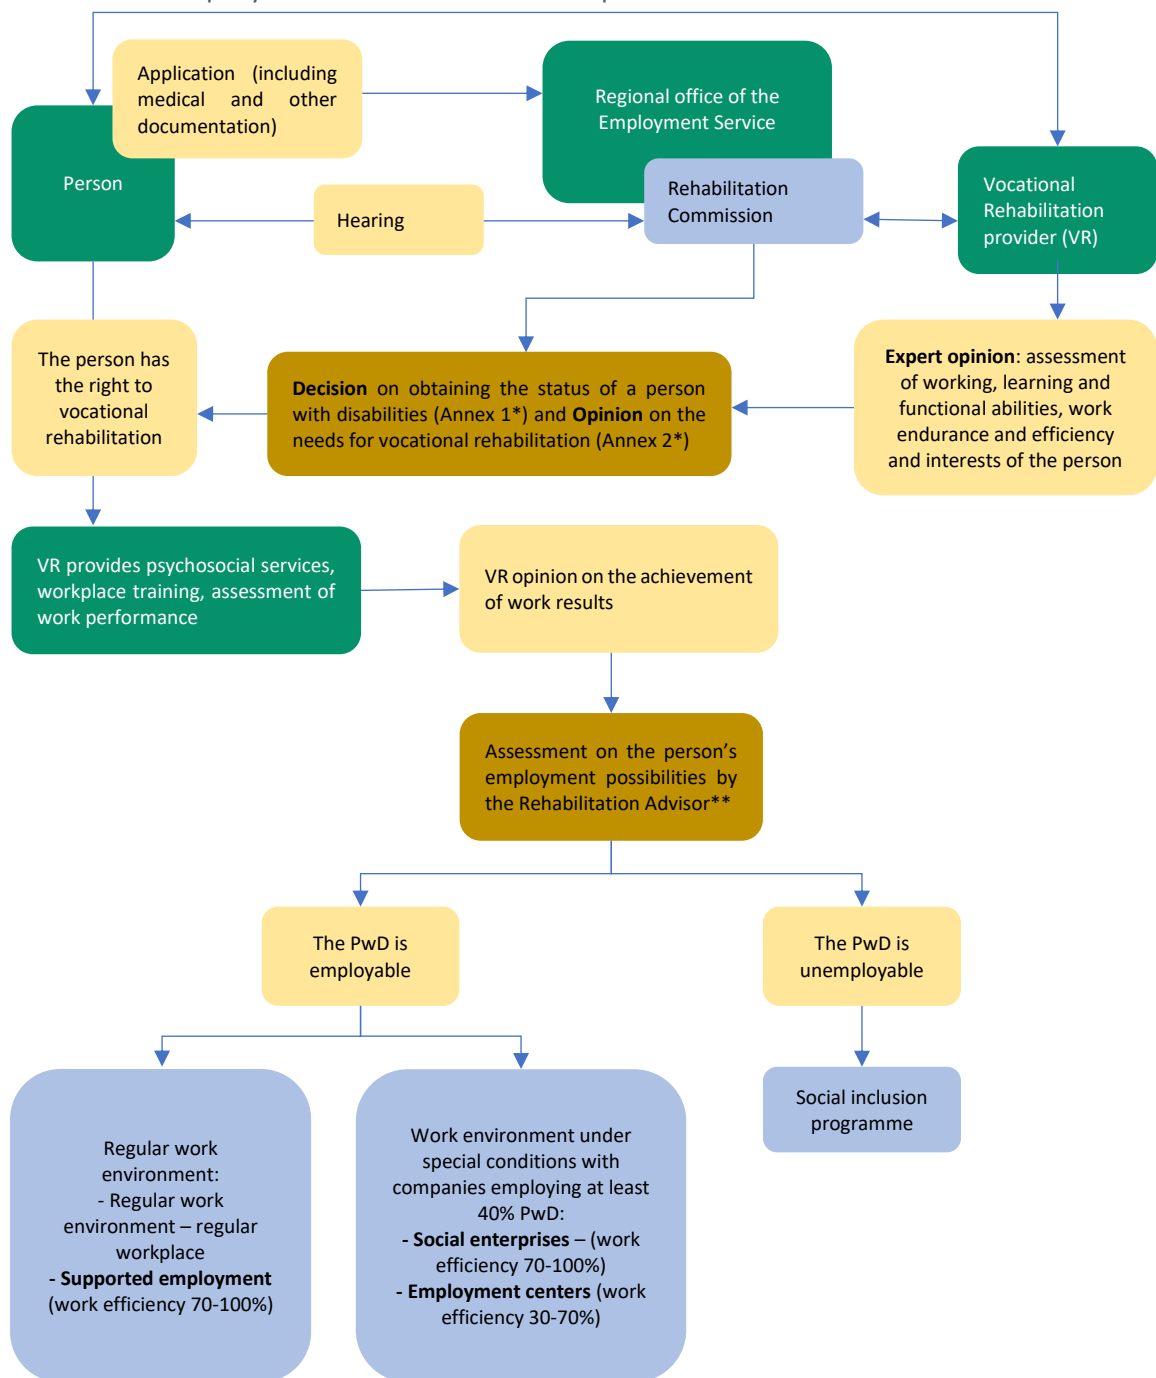 Application (including
medical and other
documentation)
Regional office of the
Employment Service
Person
Hearing
Rehabilitation
Commission
Vocational
Rehabilitation
provider (VR)
The person has
the right to
vocational
rehabilitation
Decision on obtaining the status of a person
with disabilities (Annex 1*) and Opinion on the
needs for vocational rehabilitation (Annex 2*)
Expert opinion: assessment
of working, learning and
functional abilities, work
endurance and efficiency
and interests of the person
VR provides psychosocial services,
workplace training, assessment of
work performance
VR opinion on the achievement
of work results
Assessment on the person’s
employment possibilities by
the Rehabilitation Advisor**
The PwD is
employable
The PwD is
unemployable
Regular work
environment:
- Regular work
environment – regular
workplace
- Supported employment
(work efficiency 70-100%)
Work environment under
special conditions with
companies employing at least
40% PwD:
- Social enterprises – (work
efficiency 70-100%)
- Employment centers (work
efficiency 30-70%)
Social inclusion
programme